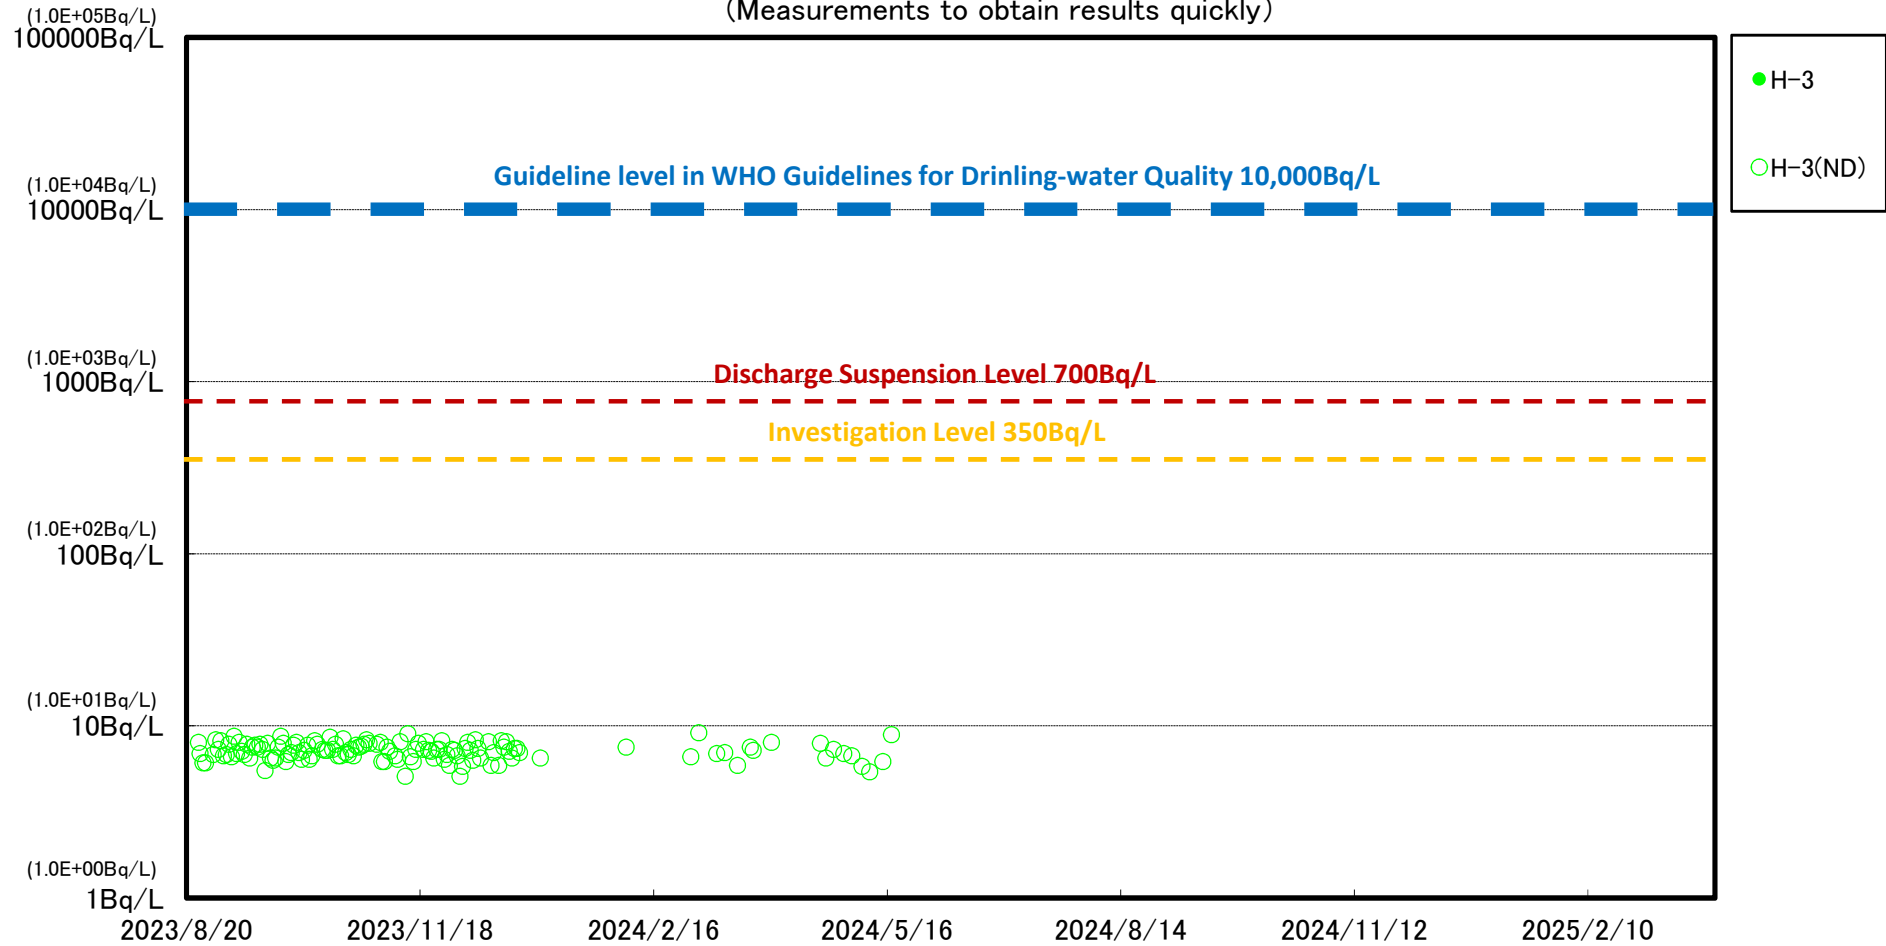 (Measurements to obtain results quickly)
(1.0E+05Bq/L)
100000Bq/L
H-3
H-3(ND)
Guideline level in WHO Guidelines for Drinling-water Quality 10,000Bq/L
(1.0E+04Bq/L)
10000Bq/L
(1.0E+03Bq/L)
1000Bq/L
Discharge Suspension Level 700Bq/L
Investigation Level 350Bq/L
(1.0E+02Bq/L)
100Bq/L
(1.0E+01Bq/L)
10Bq/L
(1.0E+00Bq/L)
1Bq/L
2023/8/20 2023/11/18 2024/2/16 2024/5/16 2024/8/14 2024/11/12 2025/2/10